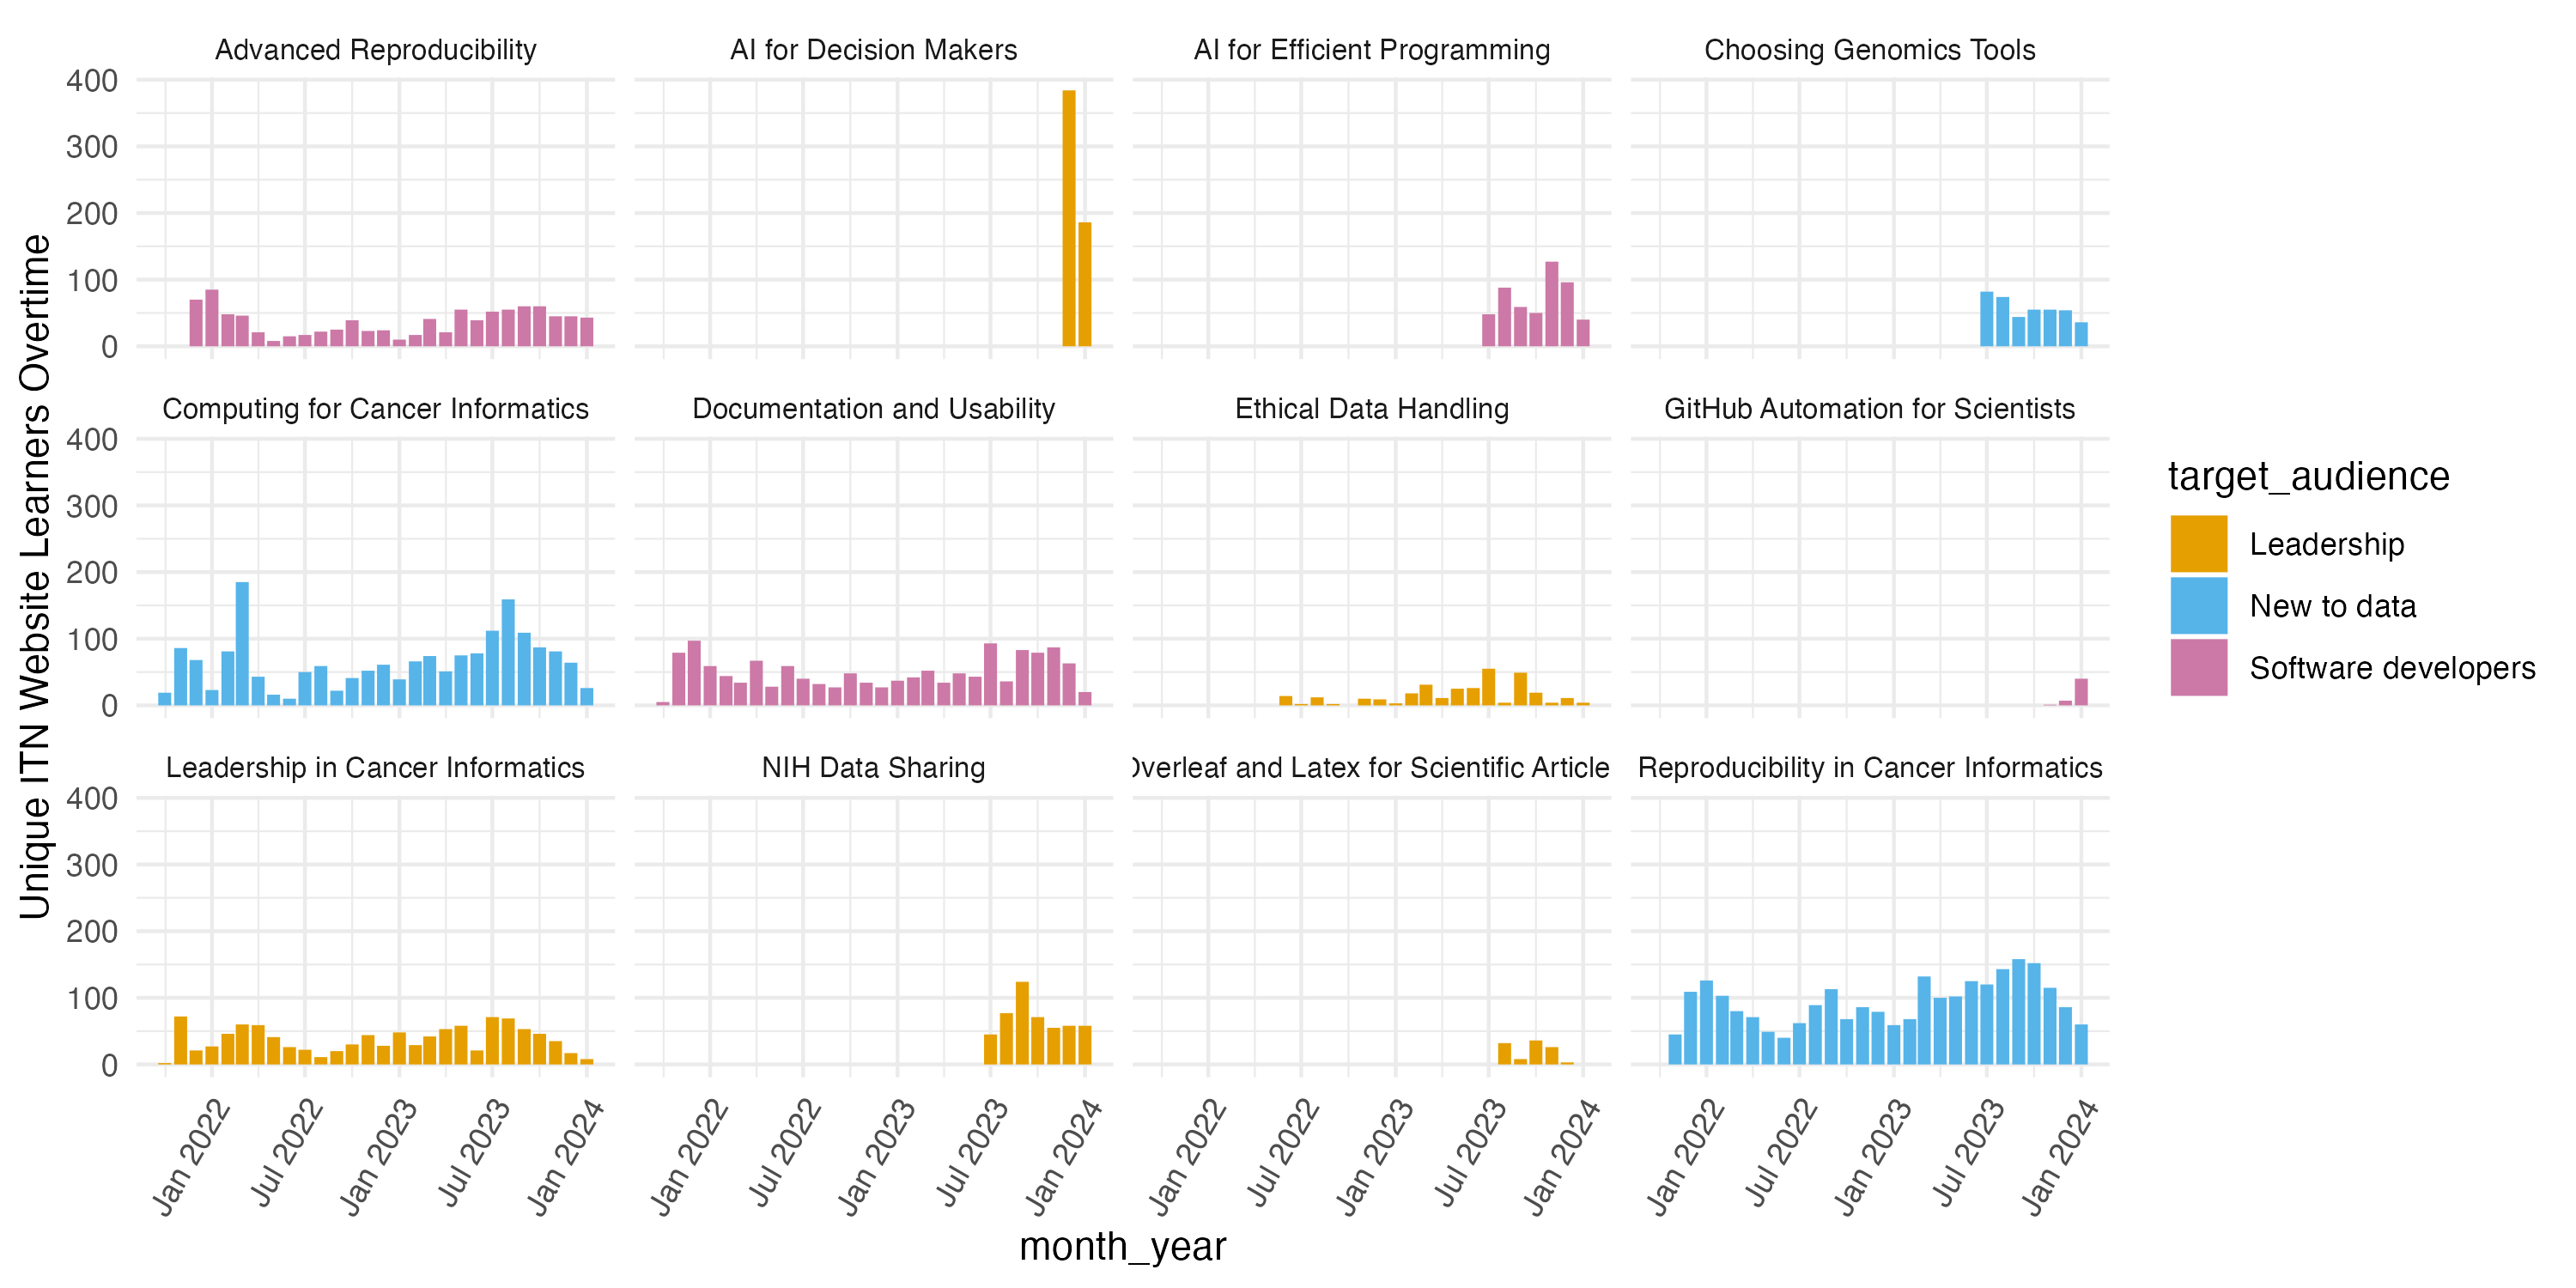 Advanced Reproducibility
AI for Decision Makers
AI for Efficient Programming
Choosing Genomics Tools
400
300
200
100
0
Computing for Cancer Informatics
Documentation and Usability
Ethical Data Handling
GitHub Automation for Scientists
400
300
200
100
0
Leadership in Cancer Informatics
NIH Data Sharing
Overleaf and Latex for Scientific Article
Reproducibility in Cancer Informatics
400
300
200
100
0
Jan 2022
Jul 2022
Jan 2023
Jul 2023
Jan 2024
Jan 2022
Jul 2022
Jan 2023
Jul 2023
Jan 2024
Jan 2022
Jul 2022
Jan 2023
Jul 2023
Jan 2024
Jan 2022
Jul 2022
Jan 2023
Jul 2023
Jan 2024
month_year
Unique ITN Website Learners Overtime
target_audience
Leadership
New to data
Software developers